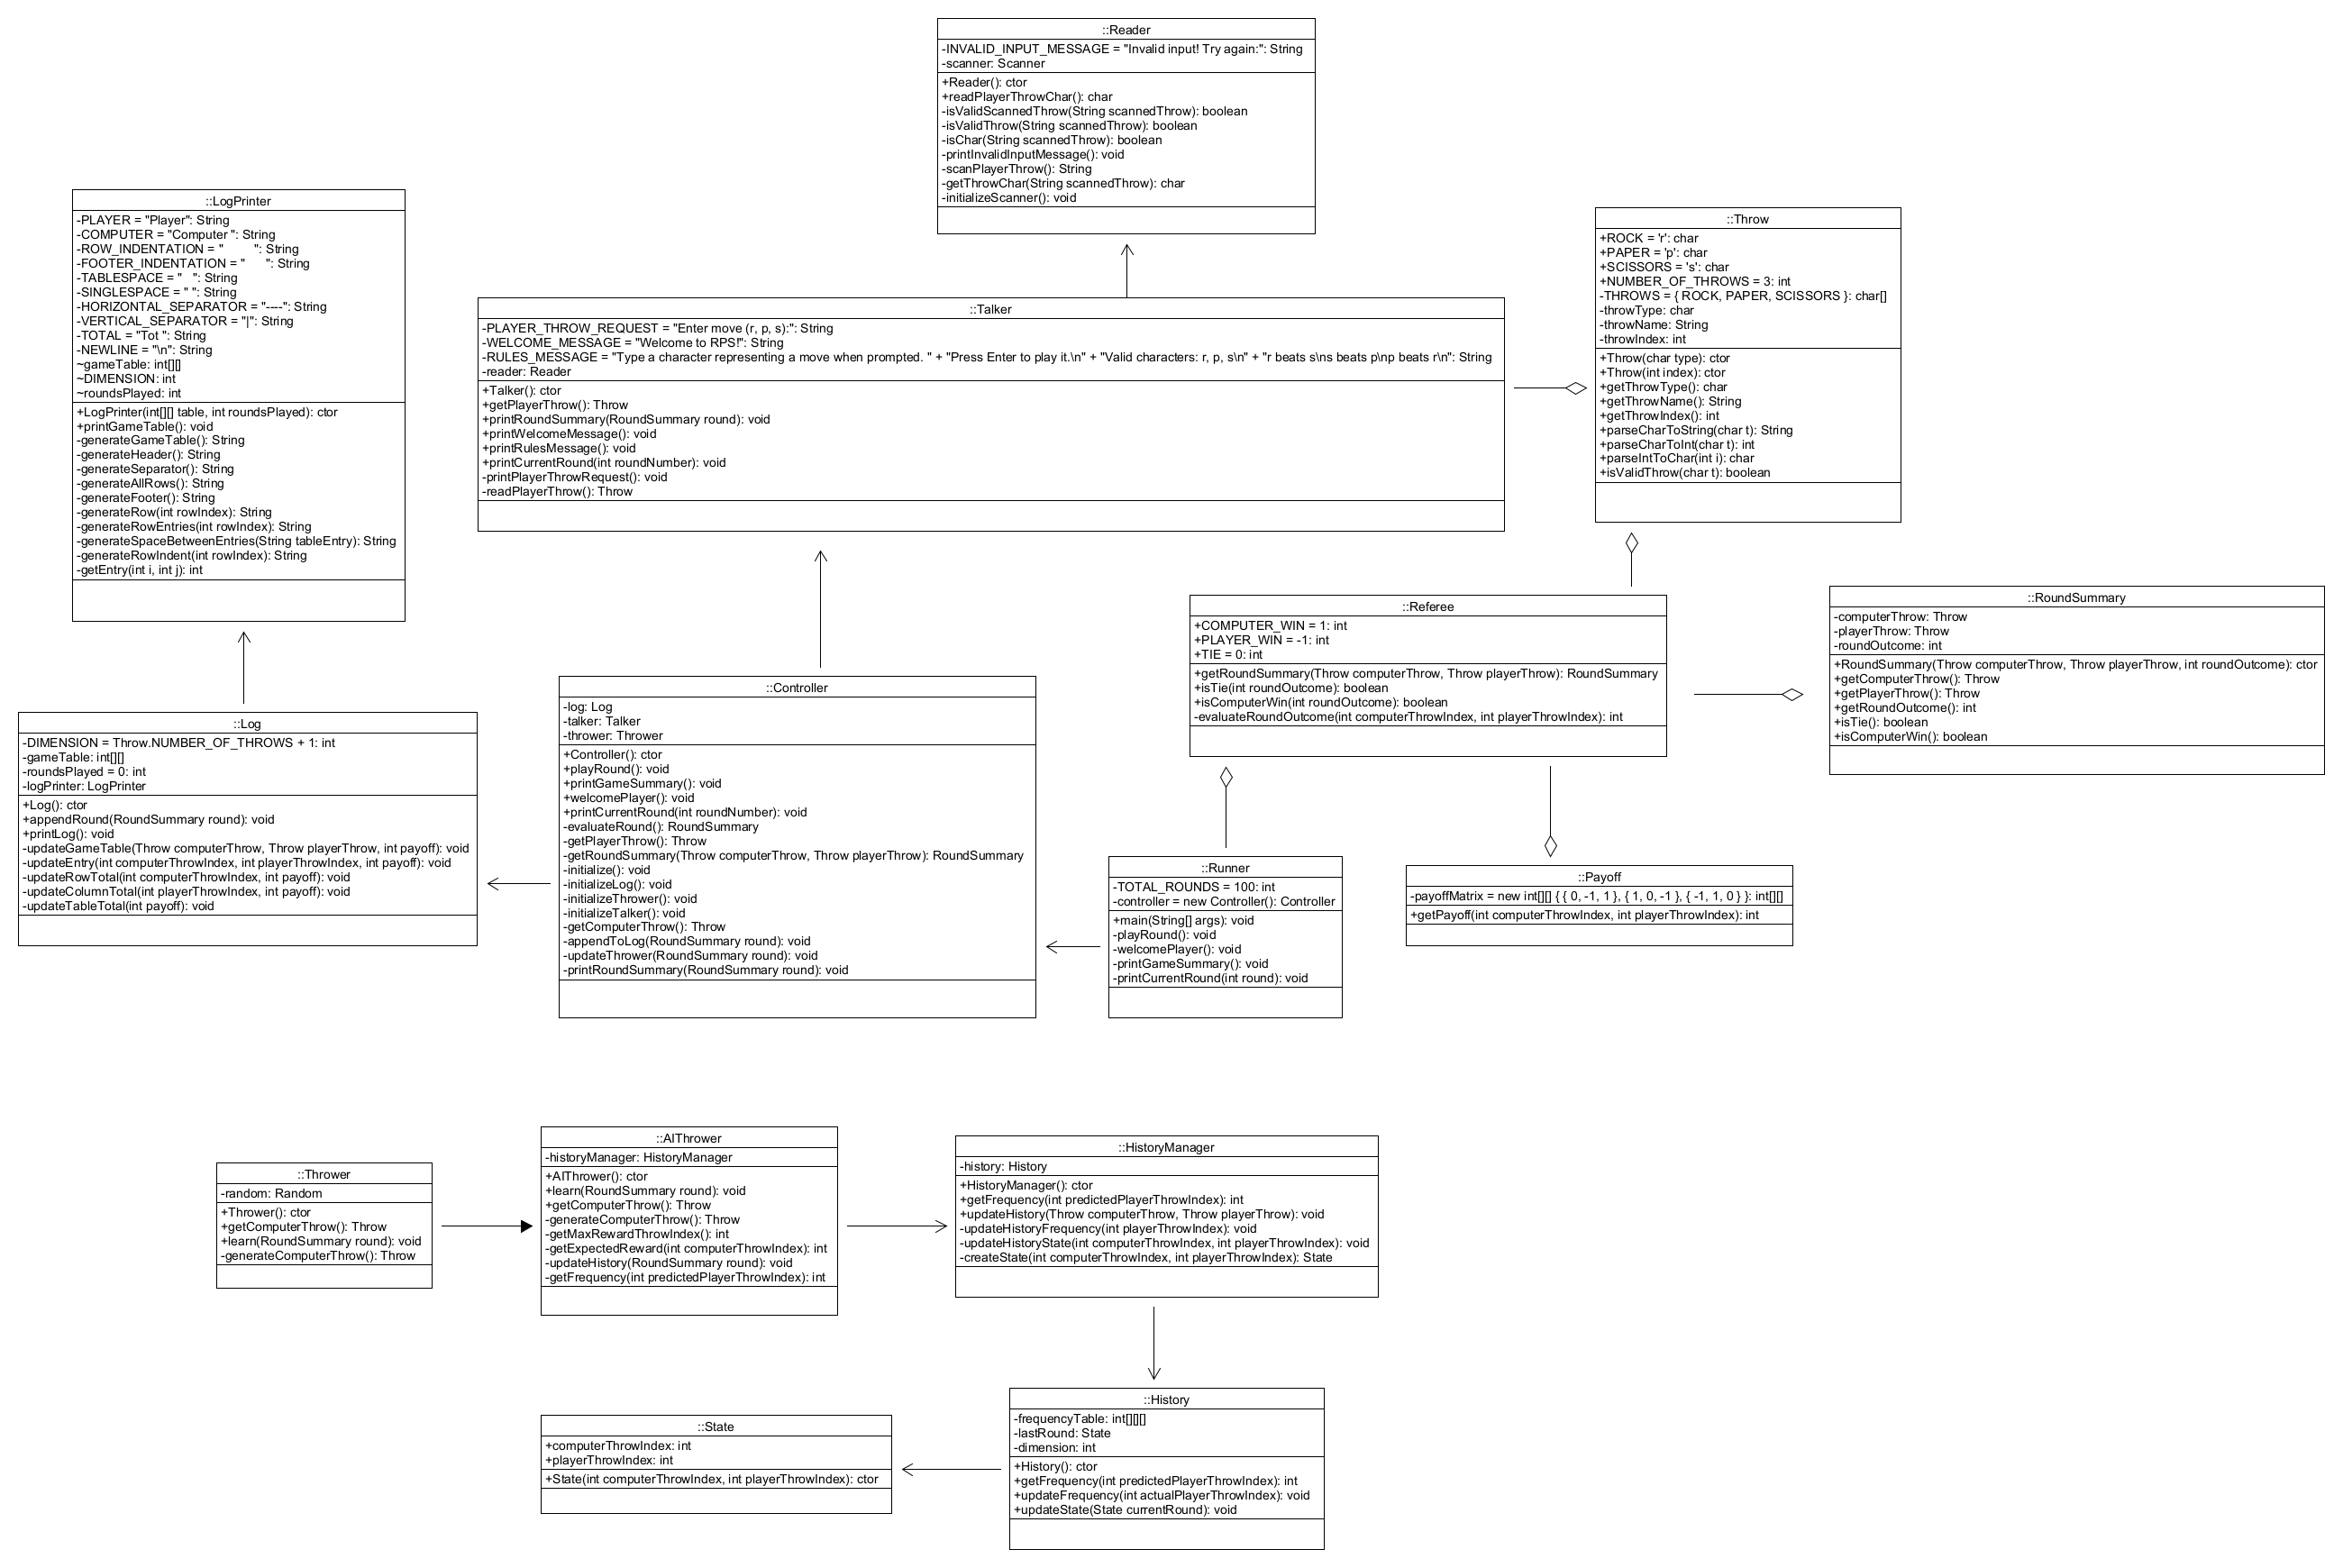 ::Reader
-INVALID_INPUT_MESSAGE = "Invalid input! Try again:": String
-scanner: Scanner
+Reader(): ctor
+readPlayerThrowChar(): char
-isValidScannedThrow(String scannedThrow): boolean
-isValidThrow(String scannedThrow): boolean
-isChar(String scannedThrow): boolean
-printInvalidInputMessage(): void
-scanPlayerThrow(): String
-getThrowChar(String scannedThrow): char
-initializeScanner(): void
::LogPrinter
-PLAYER = "Player": String
-COMPUTER = "Computer ": String
-ROW_INDENTATION = "         ": String
-FOOTER_INDENTATION = "      ": String
-TABLESPACE = "   ": String
-SINGLESPACE = " ": String
-HORIZONTAL_SEPARATOR = "----": String
-VERTICAL_SEPARATOR = "|": String
-TOTAL = "Tot ": String
-NEWLINE = "\n": String
~gameTable: int[][]
~DIMENSION: int
~roundsPlayed: int
+LogPrinter(int[][] table, int roundsPlayed): ctor
+printGameTable(): void
-generateGameTable(): String
-generateHeader(): String
-generateSeparator(): String
-generateAllRows(): String
-generateFooter(): String
-generateRow(int rowIndex): String
-generateRowEntries(int rowIndex): String
-generateSpaceBetweenEntries(String tableEntry): String
-generateRowIndent(int rowIndex): String
-getEntry(int i, int j): int
::Talker
-PLAYER_THROW_REQUEST = "Enter move (r, p, s):": String
-WELCOME_MESSAGE = "Welcome to RPS!": String
-RULES_MESSAGE = "Type a character representing a move when prompted. " + "Press Enter to play it.\n" + "Valid characters: r, p, s\n" + "r beats s\ns beats p\np beats r\n": String
-reader: Reader
+Talker(): ctor
+getPlayerThrow(): Throw
+printRoundSummary(RoundSummary round): void
+printWelcomeMessage(): void
+printRulesMessage(): void
+printCurrentRound(int roundNumber): void
-printPlayerThrowRequest(): void
-readPlayerThrow(): Throw
::Throw
+ROCK = 'r': char
+PAPER = 'p': char
+SCISSORS = 's': char
+NUMBER_OF_THROWS = 3: int
-THROWS = { ROCK, PAPER, SCISSORS }: char[]
-throwType: char
-throwName: String
-throwIndex: int
+Throw(char type): ctor
+Throw(int index): ctor
+getThrowType(): char
+getThrowName(): String
+getThrowIndex(): int
+parseCharToString(char t): String
+parseCharToInt(char t): int
+parseIntToChar(int i): char
+isValidThrow(char t): boolean
::Referee
+COMPUTER_WIN = 1: int
+PLAYER_WIN = -1: int
+TIE = 0: int
+getRoundSummary(Throw computerThrow, Throw playerThrow): RoundSummary
+isTie(int roundOutcome): boolean
+isComputerWin(int roundOutcome): boolean
-evaluateRoundOutcome(int computerThrowIndex, int playerThrowIndex): int
::RoundSummary
-computerThrow: Throw
-playerThrow: Throw
-roundOutcome: int
+RoundSummary(Throw computerThrow, Throw playerThrow, int roundOutcome): ctor
+getComputerThrow(): Throw
+getPlayerThrow(): Throw
+getRoundOutcome(): int
+isTie(): boolean
+isComputerWin(): boolean
::Log
-DIMENSION = Throw.NUMBER_OF_THROWS + 1: int
-gameTable: int[][]
-roundsPlayed = 0: int
-logPrinter: LogPrinter
+Log(): ctor
+appendRound(RoundSummary round): void
+printLog(): void
-updateGameTable(Throw computerThrow, Throw playerThrow, int payoff): void
-updateEntry(int computerThrowIndex, int playerThrowIndex, int payoff): void
-updateRowTotal(int computerThrowIndex, int payoff): void
-updateColumnTotal(int playerThrowIndex, int payoff): void
-updateTableTotal(int payoff): void
::Controller
-log: Log
-talker: Talker
-thrower: Thrower
+Controller(): ctor
+playRound(): void
+printGameSummary(): void
+welcomePlayer(): void
+printCurrentRound(int roundNumber): void
-evaluateRound(): RoundSummary
-getPlayerThrow(): Throw
-getRoundSummary(Throw computerThrow, Throw playerThrow): RoundSummary
-initialize(): void
-initializeLog(): void
-initializeThrower(): void
-initializeTalker(): void
-getComputerThrow(): Throw
-appendToLog(RoundSummary round): void
-updateThrower(RoundSummary round): void
-printRoundSummary(RoundSummary round): void
::Runner
-TOTAL_ROUNDS = 100: int
-controller = new Controller(): Controller
+main(String[] args): void
-playRound(): void
-welcomePlayer(): void
-printGameSummary(): void
-printCurrentRound(int round): void
::Payoff
-payoffMatrix = new int[][] { { 0, -1, 1 }, { 1, 0, -1 }, { -1, 1, 0 } }: int[][]
+getPayoff(int computerThrowIndex, int playerThrowIndex): int
::Thrower
-random: Random
+Thrower(): ctor
+getComputerThrow(): Throw
+learn(RoundSummary round): void
-generateComputerThrow(): Throw
::AIThrower
-historyManager: HistoryManager
+AIThrower(): ctor
+learn(RoundSummary round): void
+getComputerThrow(): Throw
-generateComputerThrow(): Throw
-getMaxRewardThrowIndex(): int
-getExpectedReward(int computerThrowIndex): int
-updateHistory(RoundSummary round): void
-getFrequency(int predictedPlayerThrowIndex): int
::HistoryManager
-history: History
+HistoryManager(): ctor
+getFrequency(int predictedPlayerThrowIndex): int
+updateHistory(Throw computerThrow, Throw playerThrow): void
-updateHistoryFrequency(int playerThrowIndex): void
-updateHistoryState(int computerThrowIndex, int playerThrowIndex): void
-createState(int computerThrowIndex, int playerThrowIndex): State
::State
+computerThrowIndex: int
+playerThrowIndex: int
+State(int computerThrowIndex, int playerThrowIndex): ctor
::History
-frequencyTable: int[][][]
-lastRound: State
-dimension: int
+History(): ctor
+getFrequency(int predictedPlayerThrowIndex): int
+updateFrequency(int actualPlayerThrowIndex): void
+updateState(State currentRound): void